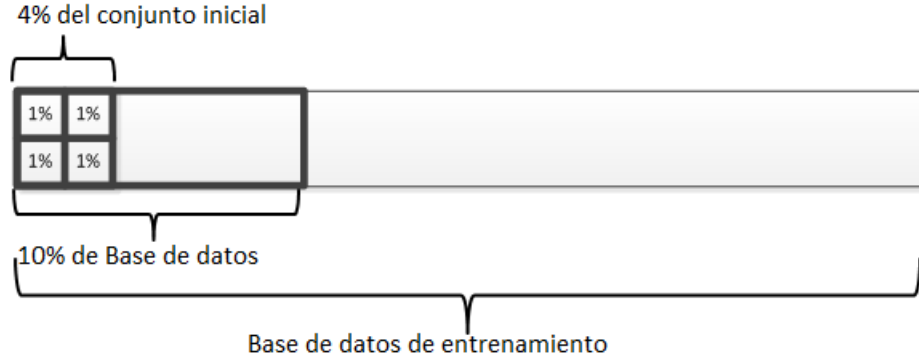 4% del conjunto inicial
1% 1%
1% 1%
10% de Base de datos
Base de datos de entrenamiento